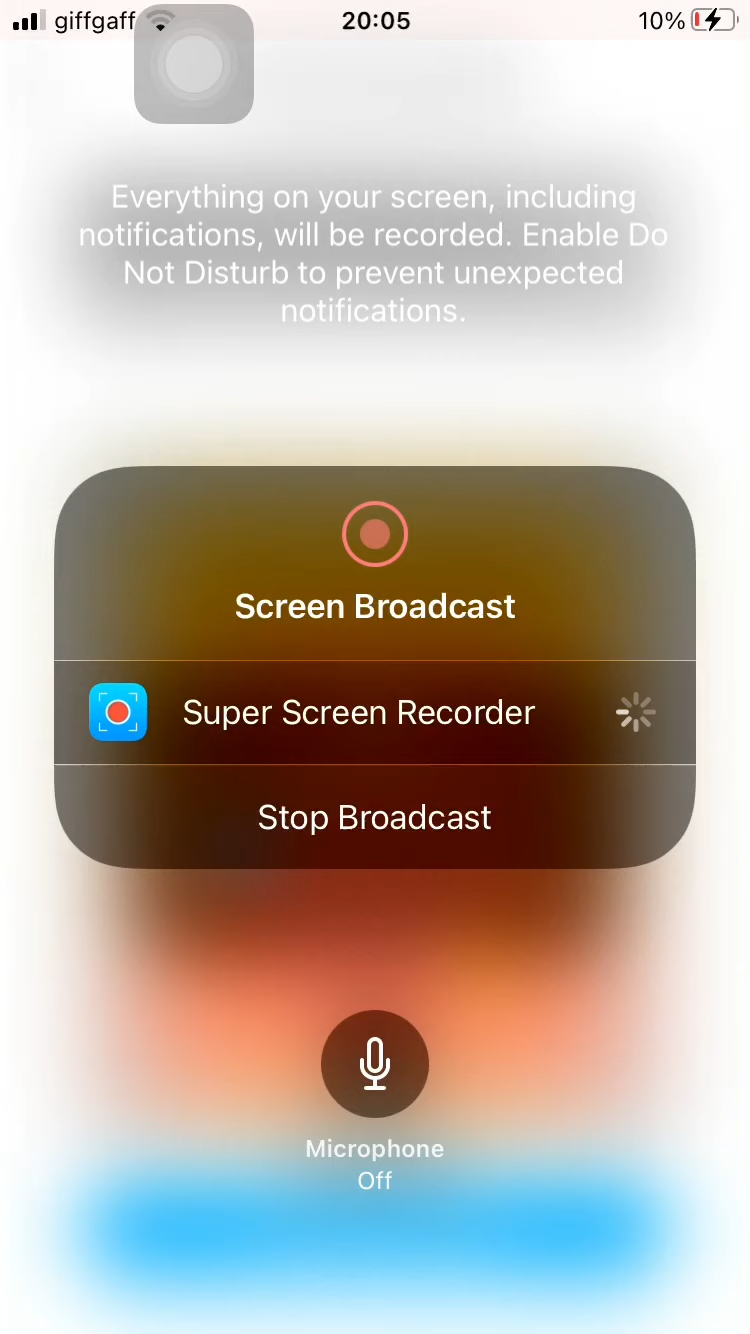 giffgaff 20:05 10%
Everything on your screen, including
notifications, will be recorded. Enable Do
Not Disturb to prevent unexpected
notifications.
Screen Broadcast
Super Screen Recorder
Stop Broadcast
Microphone
Off